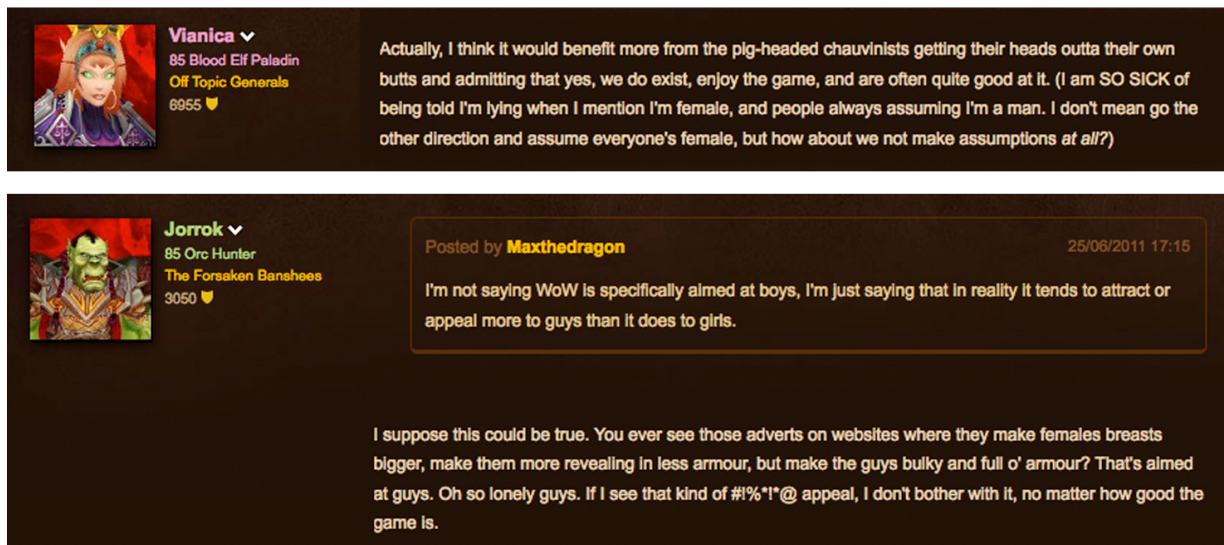 Vianica
85 Blood Elf Paladin
Off Topic Generals
6955
Actually, I think it would benefit more from the pig-headed chauvinists getting their heads outta their own
butts and admitting that yes, we do exist, enjoy the game, and are often quite good at it. (I am SO SICK of
being told I'm lying when I mention I'm female, and people always assuming I'm a man. I don't mean go the
other direction and assume everyone's female, but how about we not make assumptions at all?)
Jorrok
85 Orc Hunter
The Forsaken Banshees
3050
Posted by Maxthedragon 25/06/2011 17:15
I'm not saying WoW is specifically aimed at boys, I'm just saying that in reality it tends to attract or
appeal more to guys than it does to girls.
I suppose this could be true. You ever see those adverts on websites where they make females breasts
bigger, make them more revealing in less armour, but make the guys bulky and full o' armour? That's aimed
at guys. Oh so lonely guys. If I see that kind of #!%*!*@ appeal, I don't bother with it, no matter how good the
game is.